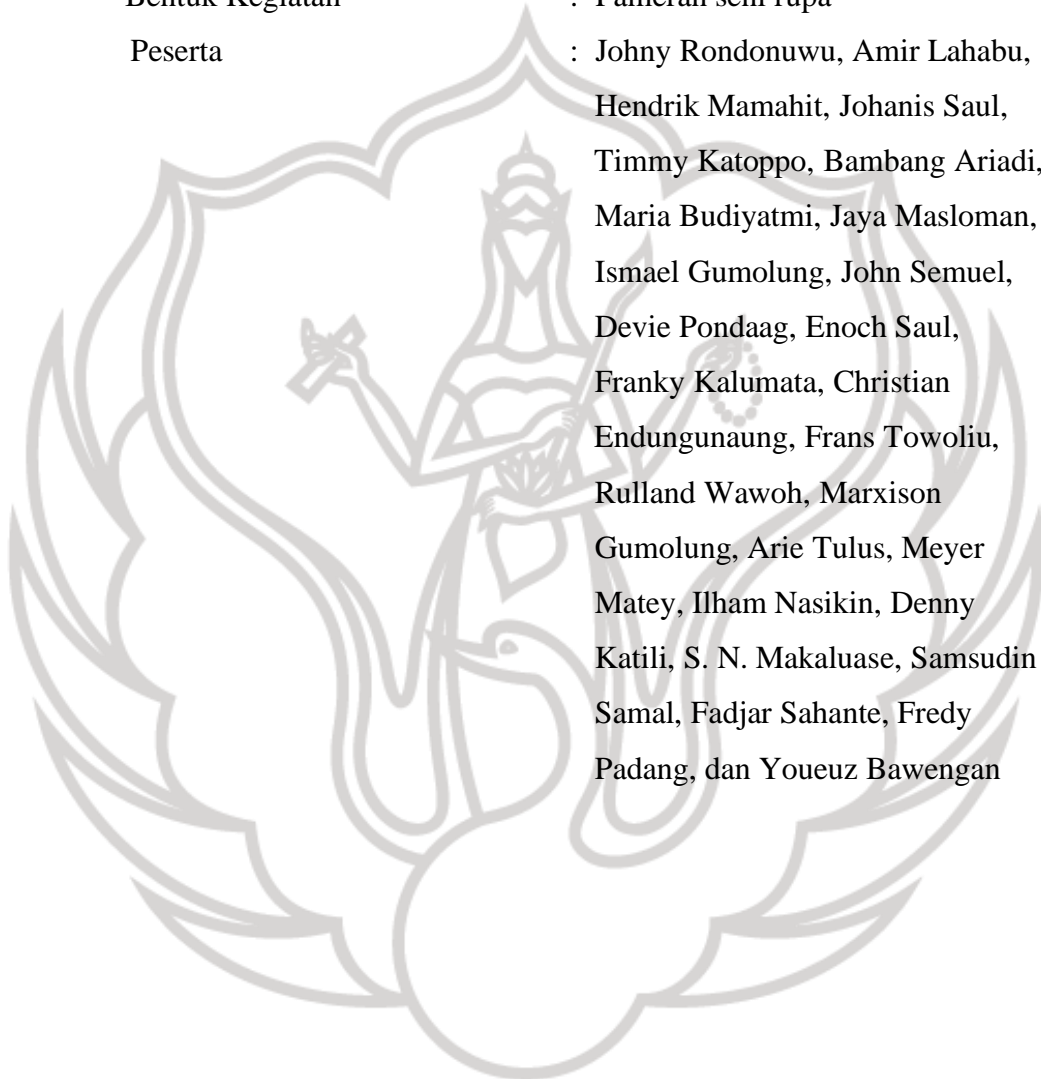 Bentuk Kegiatan : Pameran seni rupa
Peserta : Johny Rondonuwu, Amir Lahabu,
Hendrik Mamahit, Johanis Saul,
Timmy Katoppo, Bambang Ariadi,
Maria Budiyatmi, Jaya Masloman,
Ismael Gumolung, John Semuel,
Devie Pondaag, Enoch Saul,
Franky Kalumata, Christian
Endungunaung, Frans Towoliu,
Rulland Wawoh, Marxison
Gumolung, Arie Tulus, Meyer
Matey, Ilham Nasikin, Denny
Katili, S. N. Makaluase, Samsudin
Samal, Fadjar Sahante, Fredy
Padang, dan Youeuz Bawengan